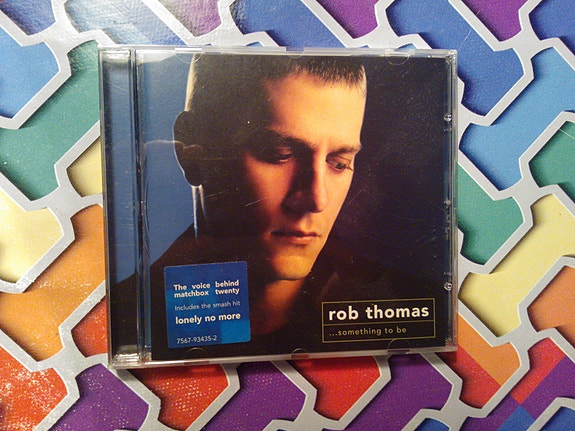 The voice behind
matchbox twenty
Includes the smash hit
lonely no more
7567-93435-2
rob thomas
...something to be